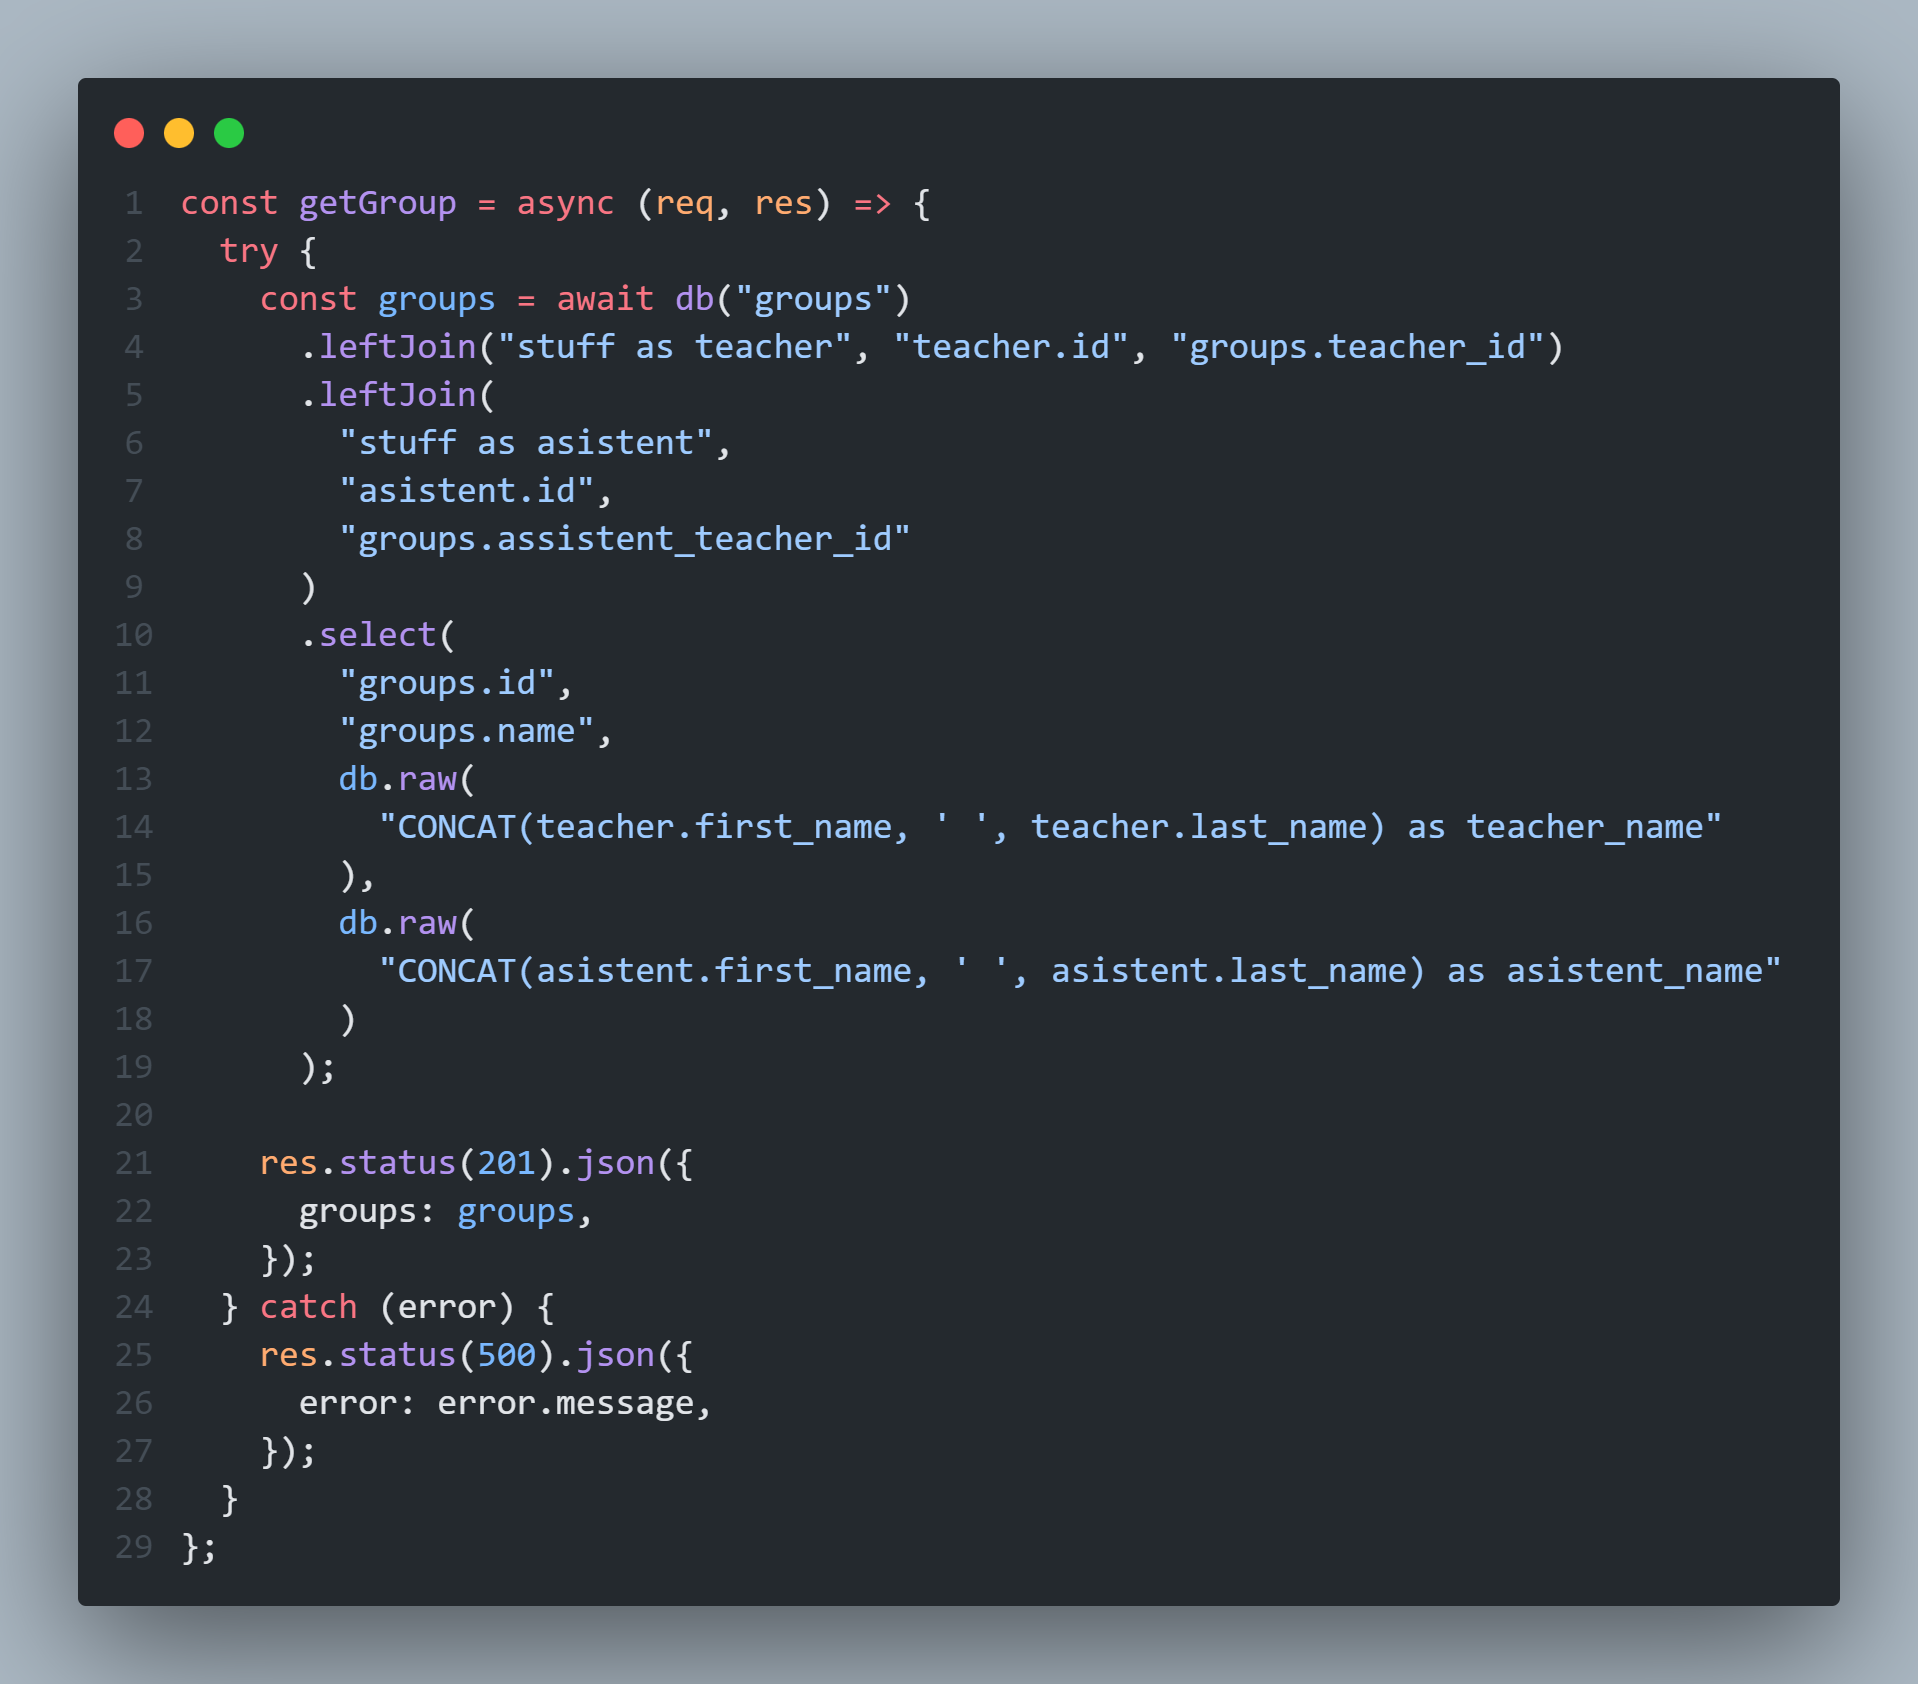 1 const getGroup = async (req, res) => {
2   try {
3     const groups = await db("groups")
4       .leftJoin("stuff as teacher", "teacher.id", "groups.teacher_id")
5       .leftJoin(
6         "stuff as asistent",
7         "asistent.id",
8         "groups.assistent_teacher_id"
9       )
10       .select(
11         "groups.id",
12         "groups.name",
13         db.raw(
14           "CONCAT(teacher.first_name, ' ', teacher.last_name) as teacher_name"
15         ),
16         db.raw(
17           "CONCAT(asistent.first_name, ' ', asistent.last_name) as asistent_name"
18         )
19       );
20
21     res.status(201).json({
22       groups: groups,
23     });
24   } catch (error) {
25     res.status(500).json({
26       error: error.message,
27     });
28   }
29 };